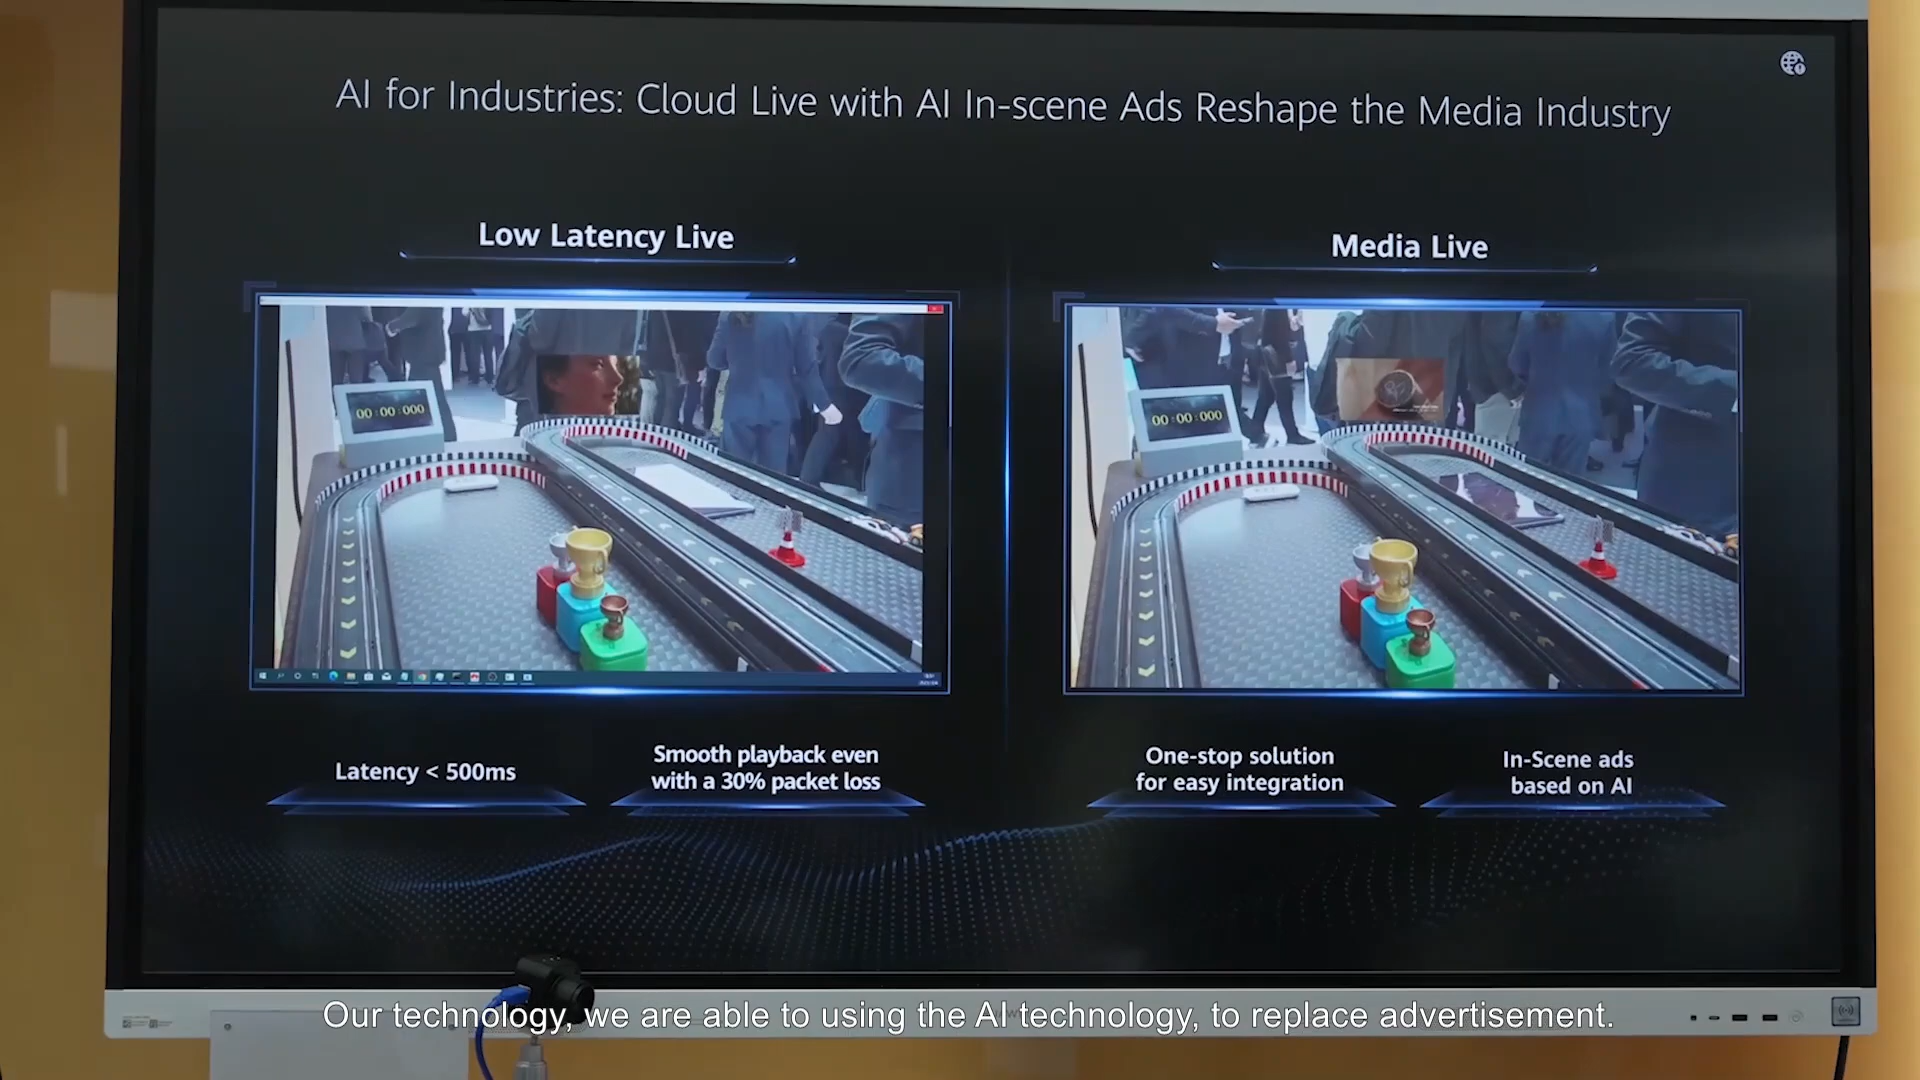 AI for Industries: Cloud Live with AI In-scene Ads Reshape the Media Industry
Low Latency Live
Media Live
00:00:000
00:00:000
Latency < 500ms
Smooth playback even
with a 30% packet loss
One-stop solution
for easy integration
In-Scene ads
based on AI
Our technology, we are able to using the AI technology, to replace advertisement.